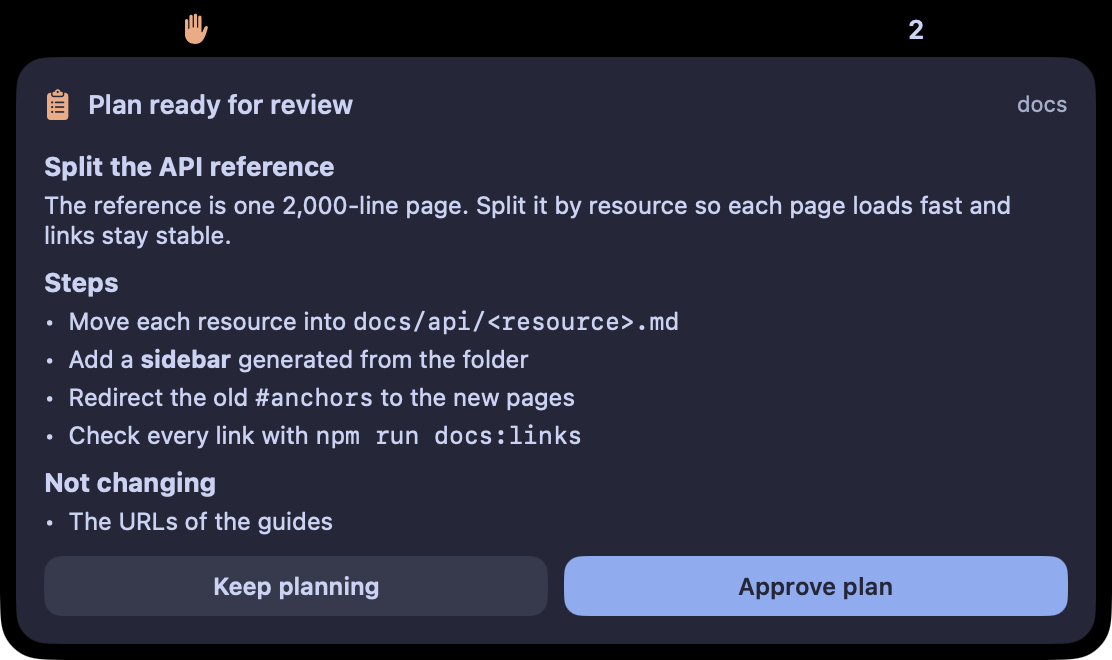 2
Plan ready for review
docs
Split the API reference
The reference is one 2,000-line page. Split it by resource so each page loads fast and
links stay stable.
Steps
• Move each resource into docs/api/<resource>.md
• Add a sidebar generated from the folder
• Redirect the old #anchors to the new pages
• Check every link with npm run docs:links
Not changing
• The URLs of the guides
Keep planning
Approve plan